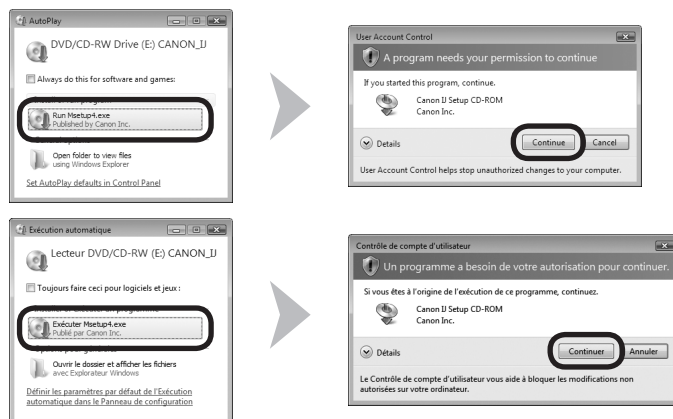 AutoPlay
DVD/CD-RW Drive (E:) CANON_IJ
Always do this for software and games:
Run Msetup4.exe
Published by Canon Inc.
Open folder to view files
using Windows Explorer
Set AutoPlay defaults in Control Panel
User Account Control
A program needs your permission to continue
If you started this program, continue.
Canon IJ Setup CD-ROM
Canon Inc.
Details
Continue
Cancel
User Account Control helps stop unauthorized changes to your computer.
Exécution automatique
Lecteur DVD/CD-RW (E:) CANON_IJ
Toujours faire ceci pour logiciels et jeux :
Exécuter Msetup4.exe
Publié par Canon Inc.
Ouvrir le dossier et afficher les fichiers
avec Explorateur Windows
Définir les paramètres par défaut de l'Exécution
automatique dans le Panneau de configuration
Contrôle de compte d'utilisateur
Un programme a besoin de votre autorisation pour continuer.
Si vous êtes à l'origine de l'exécution de ce programme, continuez.
Canon IJ Setup CD-ROM
Canon Inc.
Détails
Continuer
Annuler
Le Contrôle de compte d'utilisateur vous aide à bloquer les modifications non
autorisées sur votre ordinateur.